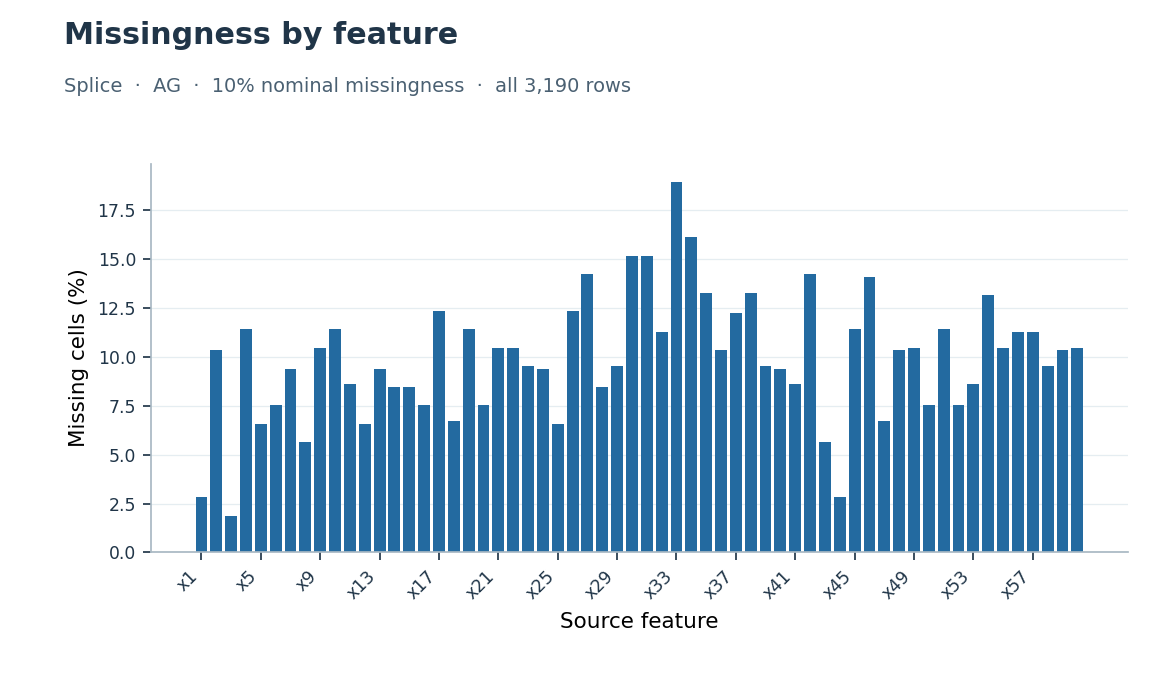 Missingness by feature
Splice · AG · 10% nominal missingness · all 3,190 rows
Missing cells (%)
17.5
15.0
12.5
10.0
7.5
5.0
2.5
0.0
x1 x5 x9 x13 x17 x21 x25 x29 x33 x37 x41 x45 x49 x53 x57
Source feature